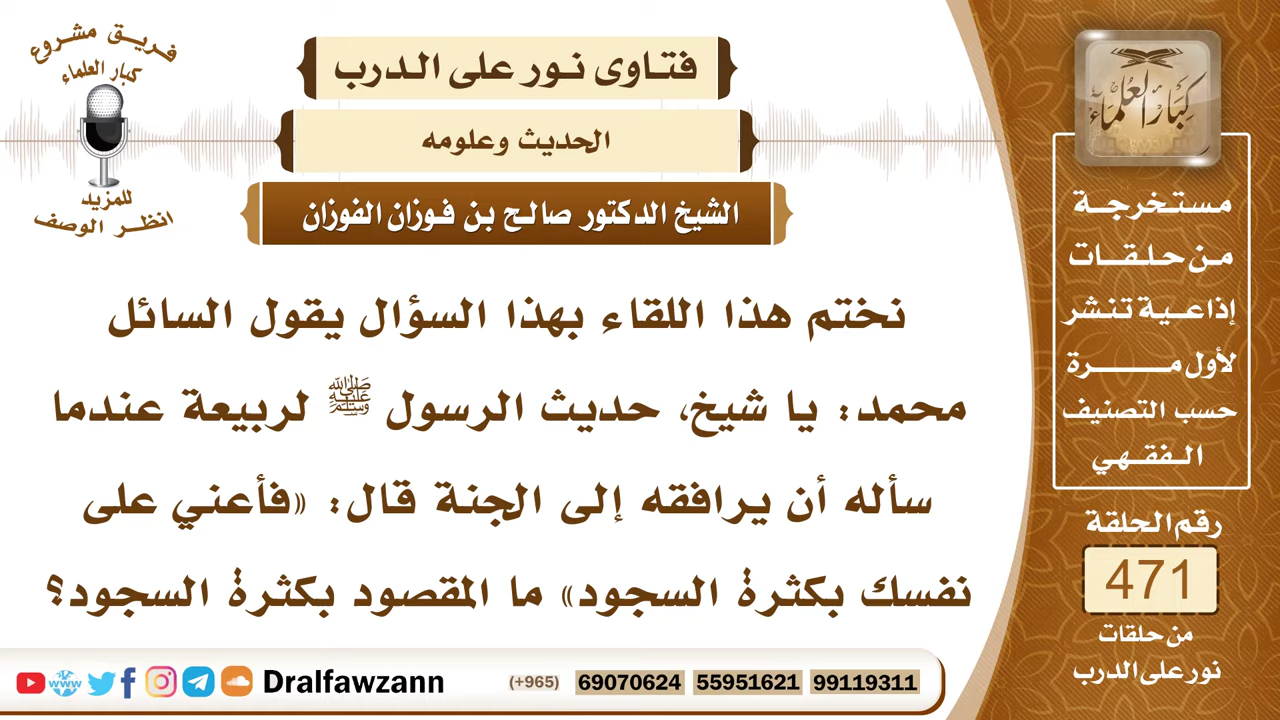 فريق مشروع
كبار العلماء
للمزيد
انظر الوصف
فتاوى نور على الدرب
الحديث وعلومه
الشيخ الدكتور صالح بن فوزان الفوزان
نختم هذا اللقاء بهذا السؤال يقول السائل
محمد: يا شيخ، حديث الرسول ﷺ لربيعة عندما
سأله أن يرافقه إلى الجنة قال: «فأعني على
نفسك بكثرة السجود» ما المقصود بكثرة السجود؟
كبار العلماء
مستخرجة
من حلقات
إذاعية تنشر
لأول مرة
حسب التصنيف
الفقهي
رقم الحلقة
471
من حلقات
نور على الدرب
www Dralfawzann (+965) 69070624 55951621 99119311